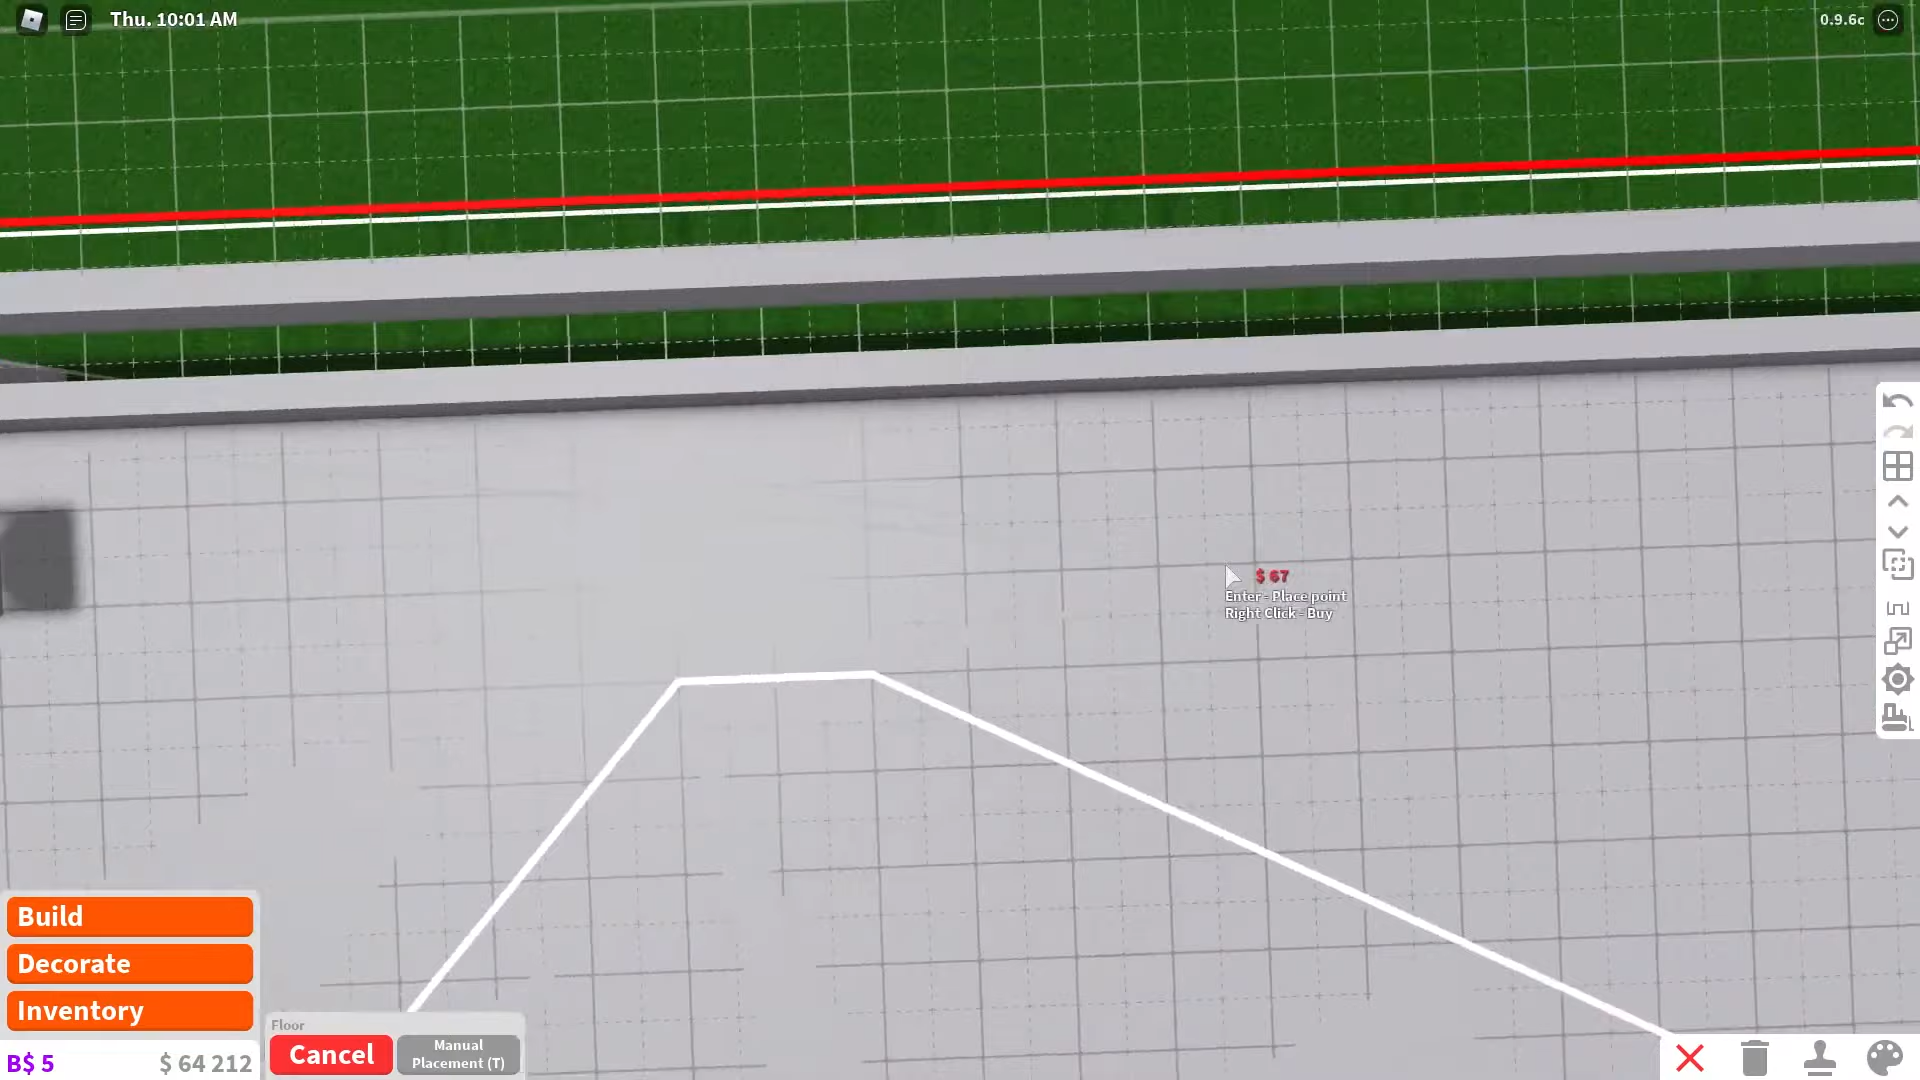 Thu. 10:01 AM
0.9.6c
$ 67
Enter - Place point
Right Click - Buy
Build
Decorate
Inventory
B$ 5
$ 64 212
Floor
Cancel
Manual
Placement (T)